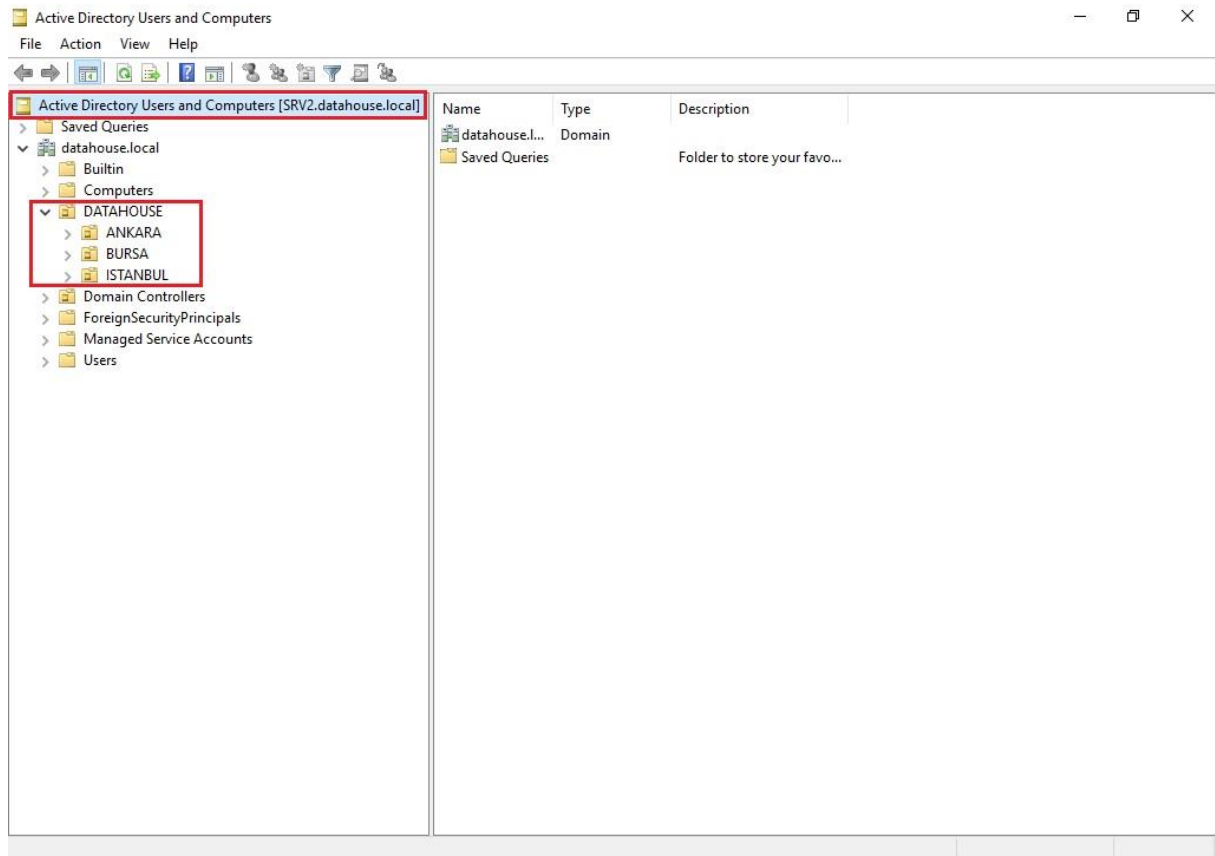 Active Directory Users and Computers
File Action View Help
Active Directory Users and Computers [SRV2.datahouse.local]
Saved Queries
datahouse.local
Builtin
Computers
DATAHOUSE
ANKARA
BURSA
ISTANBUL
Domain Controllers
ForeignSecurityPrincipals
Managed Service Accounts
Users
Name Type Description
datahouse.l... Domain
Saved Queries Folder to store your favo...